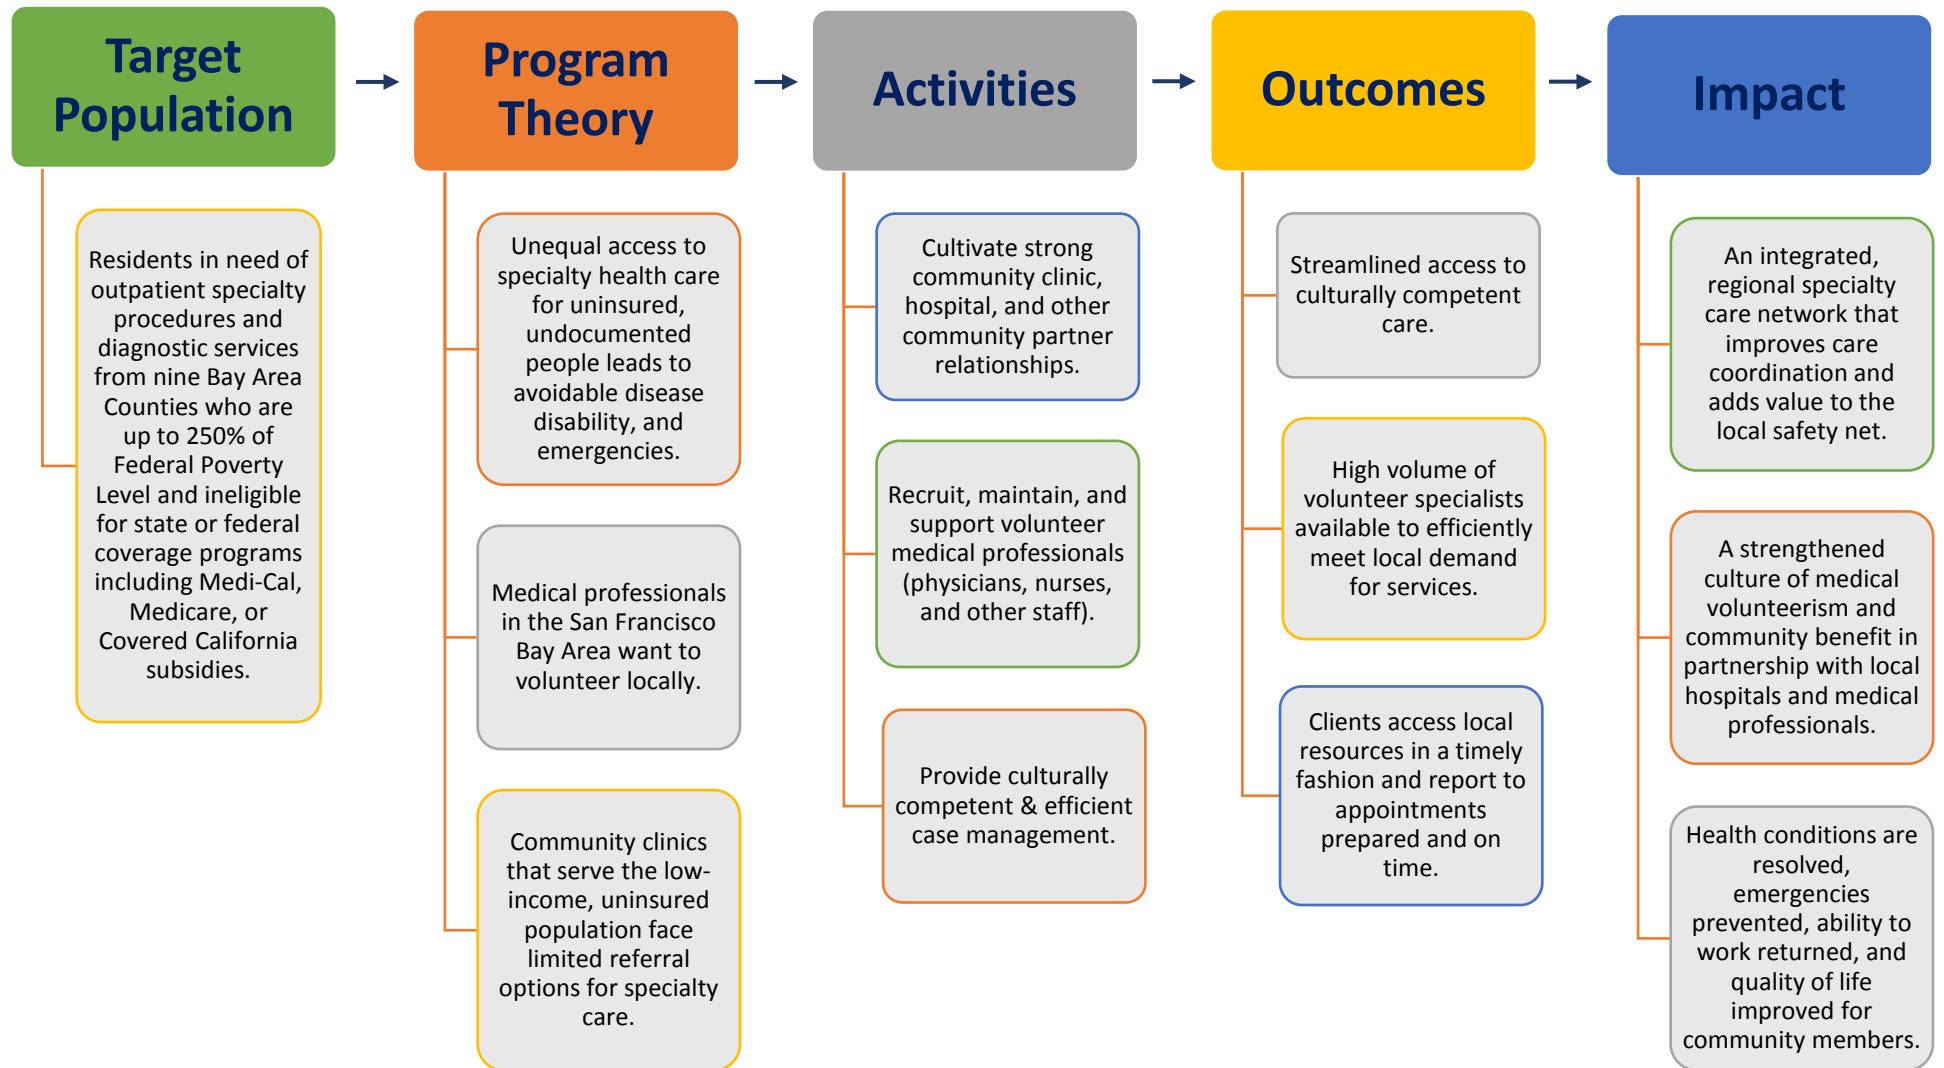 Target
Population
Residents in need of
outpatient specialty
procedures and
diagnostic services
from nine Bay Area
Counties who are
up to 250% of
Federal Poverty
Level and ineligible
for state or federal
coverage programs
including Medi-Cal,
Medicare, or
Covered California
subsidies.
Program
Theory
Unequal access to
specialty health care
for uninsured,
undocumented
people leads to
avoidable disease
disability, and
emergencies.
Medical professionals
in the San Francisco
Bay Area want to
volunteer locally.
Community clinics
that serve the low-
income, uninsured
population face
limited referral
options for specialty
care.
Activities
Cultivate strong
community clinic,
hospital, and other
community partner
relationships.
Recruit, maintain, and
support volunteer
medical professionals
(physicians, nurses,
and other staff).
Provide culturally
competent & efficient
case management.
Outcomes
Streamlined access to
culturally competent
care.
High volume of
volunteer specialists
available to efficiently
meet local demand
for services.
Clients access local
resources in a timely
fashion and report to
appointments
prepared and on
time.
Impact
An integrated,
regional specialty
care network that
improves care
coordination and
adds value to the
local safety net.
A strengthened
culture of medical
volunteerism and
community benefit in
partnership with local
hospitals and medical
professionals.
Health conditions are
resolved,
emergencies
prevented, ability to
work returned, and
quality of life
improved for
community members.